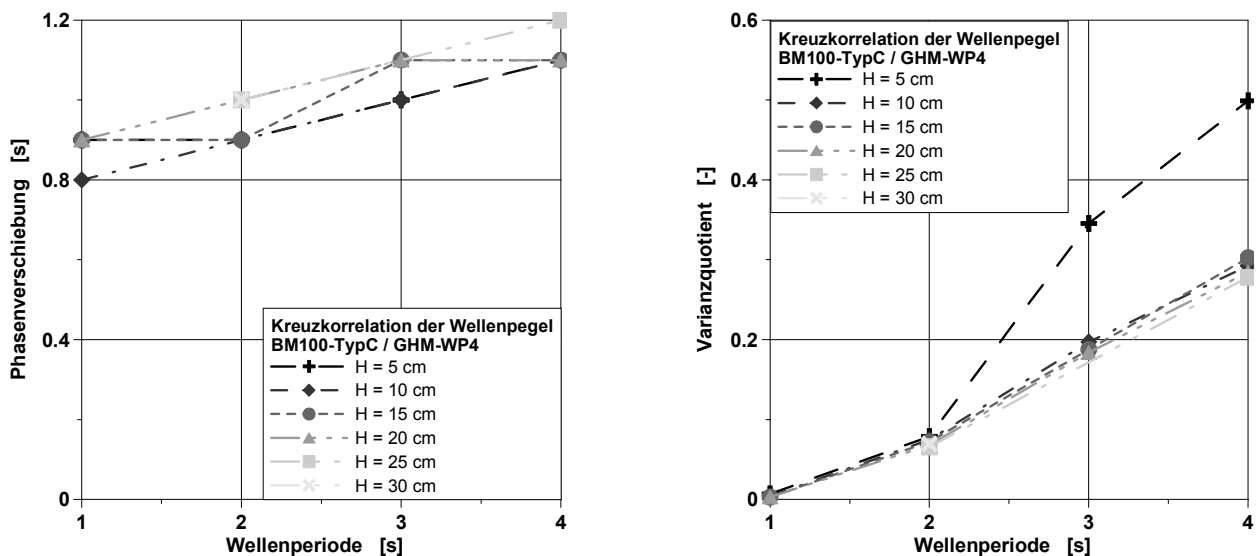 1.2
0.8
0.4
0
Phasenverschiebung [s]
Kreuzkorrelation der Wellenpegel
BM100-TypC / GHM-WP4
H = 5 cm
H = 10 cm
H = 15 cm
H = 20 cm
H = 25 cm
H = 30 cm
1 2 3 4
Wellenperiode [s]
0.6
0.4
0.2
0
Varianzquotient [-]
Kreuzkorrelation der Wellenpegel
BM100-TypC / GHM-WP4
H = 5 cm
H = 10 cm
H = 15 cm
H = 20 cm
H = 25 cm
H = 30 cm
1 2 3 4
Wellenperiode [s]